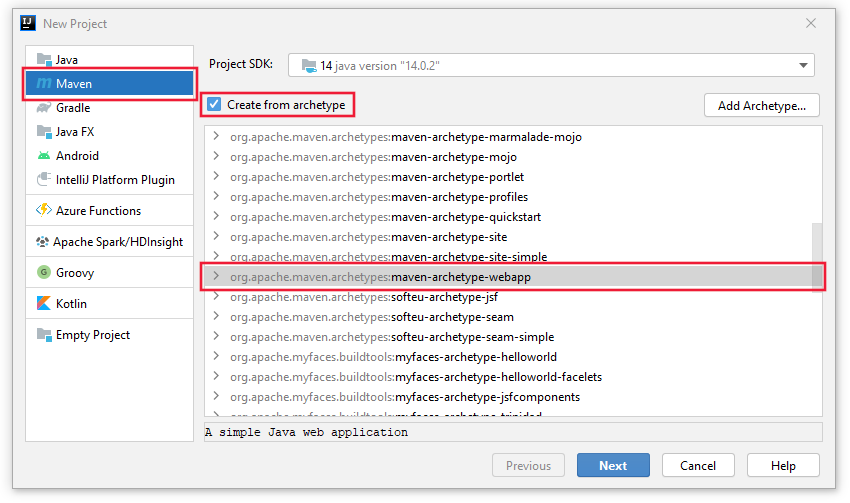 New Project
Java
Maven
Gradle
Java FX
Android
IntelliJ Platform Plugin
Azure Functions
Apache Spark/HDInsight
Groovy
Kotlin
Empty Project
Project SDK: 14 java version "14.0.2"
Create from archetype
Add Archetype...
org.apache.maven.archetypes:maven-archetype-marmalade-mojo
org.apache.maven.archetypes:maven-archetype-mojo
org.apache.maven.archetypes:maven-archetype-portlet
org.apache.maven.archetypes:maven-archetype-profiles
org.apache.maven.archetypes:maven-archetype-quickstart
org.apache.maven.archetypes:maven-archetype-site
org.apache.maven.archetypes:maven-archetype-site-simple
org.apache.maven.archetypes:maven-archetype-webapp
org.apache.maven.archetypes:softeu-archetype-jsf
org.apache.maven.archetypes:softeu-archetype-seam
org.apache.maven.archetypes:softeu-archetype-seam-simple
org.apache.myfaces.buildtools:myfaces-archetype-helloworld
org.apache.myfaces.buildtools:myfaces-archetype-helloworld-facelets
org.apache.myfaces.buildtools:myfaces-archetype-jsfcomponents
org.apache.myfaces.buildtools:myfaces-archetype-trinidad
A simple Java web application
Previous
Next
Cancel
Help